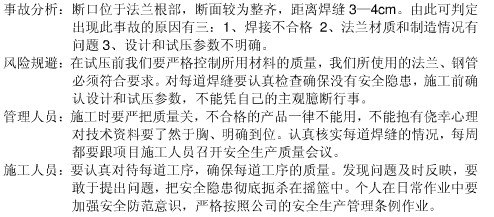 事故分析：断口位于法兰根部，断面较为整齐，距离焊缝 3—4cm。由此可判定
出现此事故的原因有三：1、焊接不合格 2、法兰材质和制造情况有
问题 3、设计和试压参数不明确。
风险规避：在试压前我们要严格控制所用材料的质量，我们所使用的法兰、钢管
必须符合要求。对每道焊缝要认真检查确保没有安全隐患，施工前确
认设计和试压参数，不能凭自己的主观臆断行事。
管理人员：施工时要严把质量关，不合格的产品一律不能用，不能抱有侥幸心理
对技术资料要了然于胸、明确到位。认真核实每道焊缝的情况，每周
都要跟项目施工人员召开安全生产质量会议。
施工人员：要认真对待每道工序，确保每道工序的质量。发现问题及时反映，要
敢于提出问题，把安全隐患彻底扼杀在摇篮中。个人在日常作业中要
加强安全防范意识，严格按照公司的安全生产管理条例作业。